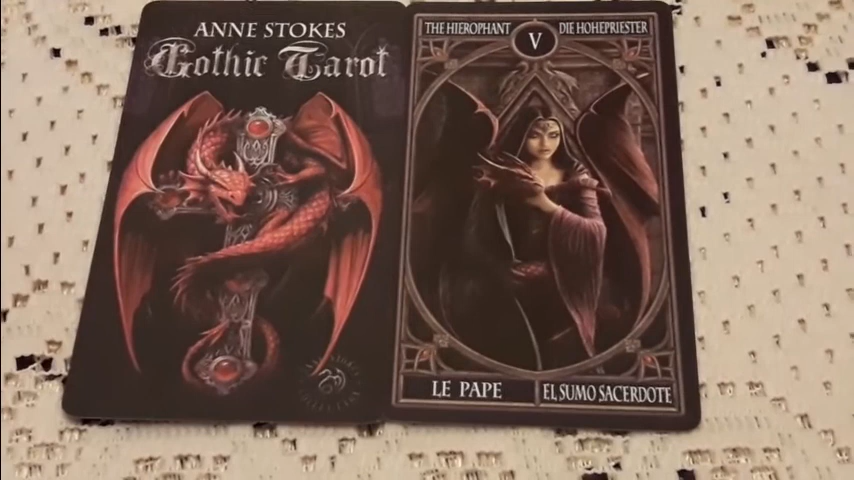 ANNE STOKES
Gothic Tarot
THE HIEROPHANT
V
DIE HOHEPRIESTER
LE PAPE
EL SUMO SACERDOTE